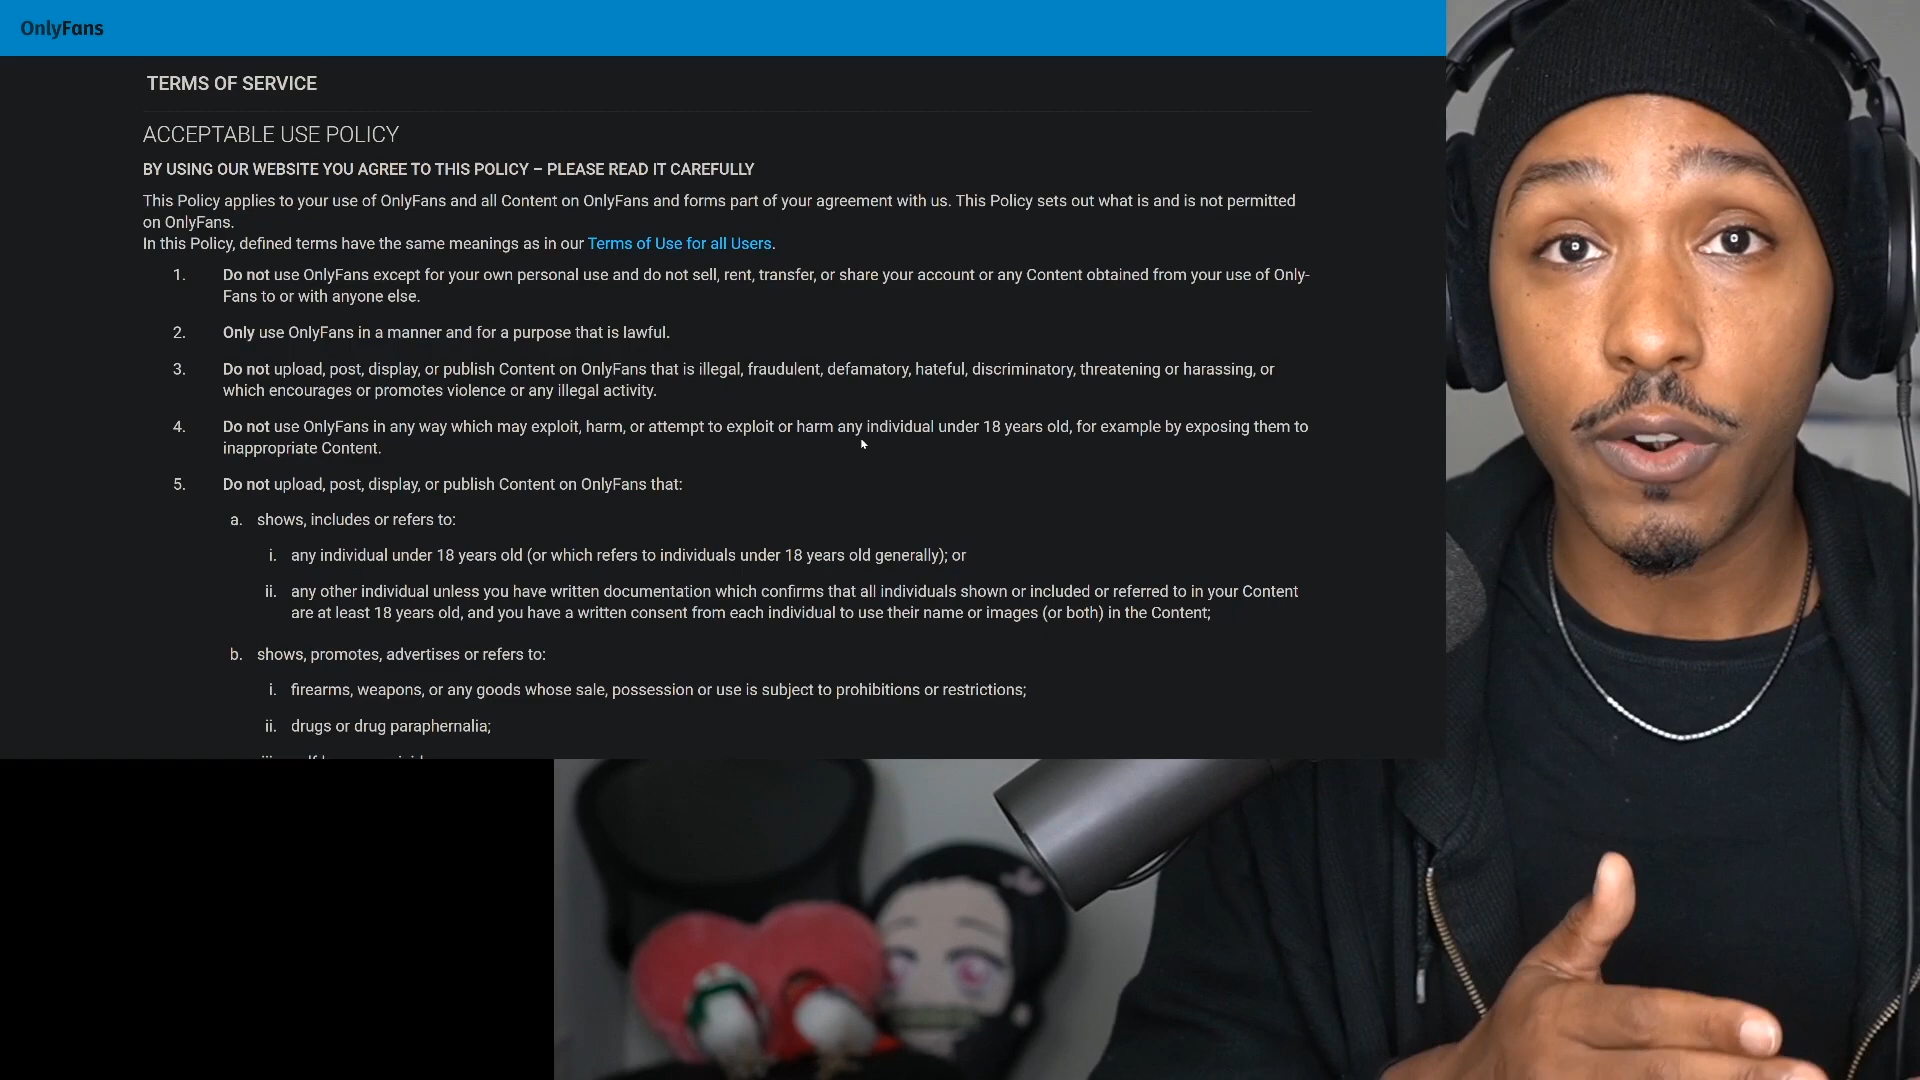 OnlyFans
TERMS OF SERVICE
ACCEPTABLE USE POLICY
BY USING OUR WEBSITE YOU AGREE TO THIS POLICY – PLEASE READ IT CAREFULLY
This Policy applies to your use of OnlyFans and all Content on OnlyFans and forms part of your agreement with us. This Policy sets out what is and is not permitted
on OnlyFans.
In this Policy, defined terms have the same meanings as in our Terms of Use for all Users.
1. Do not use OnlyFans except for your own personal use and do not sell, rent, transfer, or share your account or any Content obtained from your use of Only-
Fans to or with anyone else.
2. Only use OnlyFans in a manner and for a purpose that is lawful.
3. Do not upload, post, display, or publish Content on OnlyFans that is illegal, fraudulent, defamatory, hateful, discriminatory, threatening or harassing, or
which encourages or promotes violence or any illegal activity.
4. Do not use OnlyFans in any way which may exploit, harm, or attempt to exploit or harm any individual under 18 years old, for example by exposing them to
inappropriate Content.
5. Do not upload, post, display, or publish Content on OnlyFans that:
a. shows, includes or refers to:
i. any individual under 18 years old (or which refers to individuals under 18 years old generally); or
ii. any other individual unless you have written documentation which confirms that all individuals shown or included or referred to in your Content
are at least 18 years old, and you have a written consent from each individual to use their name or images (or both) in the Content;
b. shows, promotes, advertises or refers to:
i. firearms, weapons, or any goods whose sale, possession or use is subject to prohibitions or restrictions;
ii. drugs or drug paraphernalia;